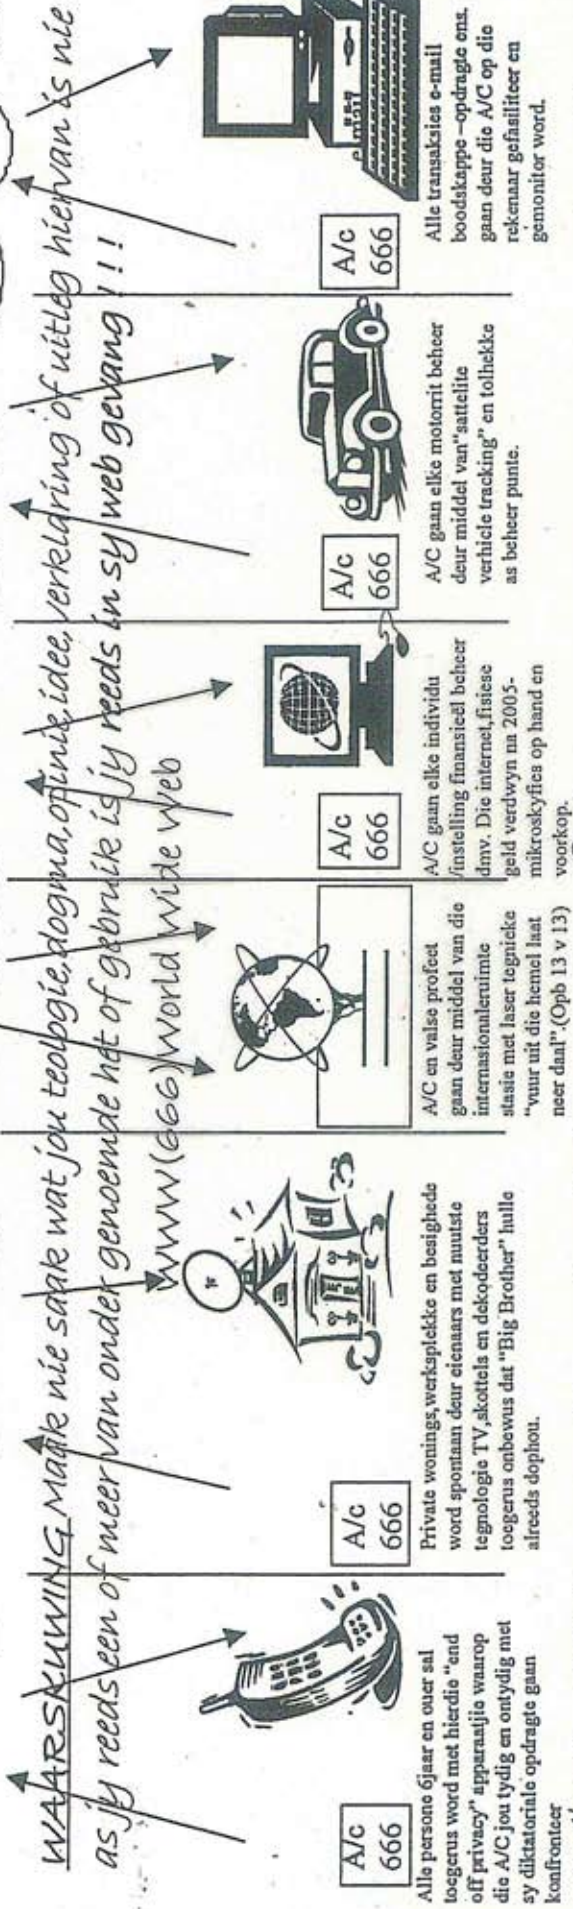 WAARSKUWING Maak nie saak wat jou teologie, dogma, opinie, idee, verklaring of uitleg hiervan is nie
as jy reeds een of meer van onder genoemde het of gebruik is jy reeds in sy web gevang !!!
WWW(666)World wide web
A/c
666
Alle persone 6jaar en ouer sal
toegerus word met hierdie "end
off privacy" apparaatjie waarop
die A/C jou tydig en ontydig met
sy diktatoriale opdragte gaan
konfronteer
A/c
666
Private wonings,werksplekke en besighede
word spontaan deur eienaars met nuutste
tegnologie TV,skottels en dekodeerders
toegerus onbewus dat "Big Brother" hulle
alreeds dophou.
A/C en valse profeet
gaan deur middel van die
internasionaleruimte
stasie met laser tegnieke
"vuur uit die hemel laat
neer daal".(Opb 13 v 13)
A/c
666
A/C gaan elke individu
/instelling finansieël beheer
dmv. Die internet,fisiese
geld verdwyn na 2005-
mikroskyfies op hand en
voorkop.
A/c
666
A/C gaan elke motorrit beheer
deur middel van"sattelite
verhicle tracking" en tolhekke
as beheer punte.
e-mail
A/c
666
Alle transaksies e-mail
boodskappe –opdragte ens.
gaan deur die A/C op die
rekenaar gefasiliteer en
gemonitor word.